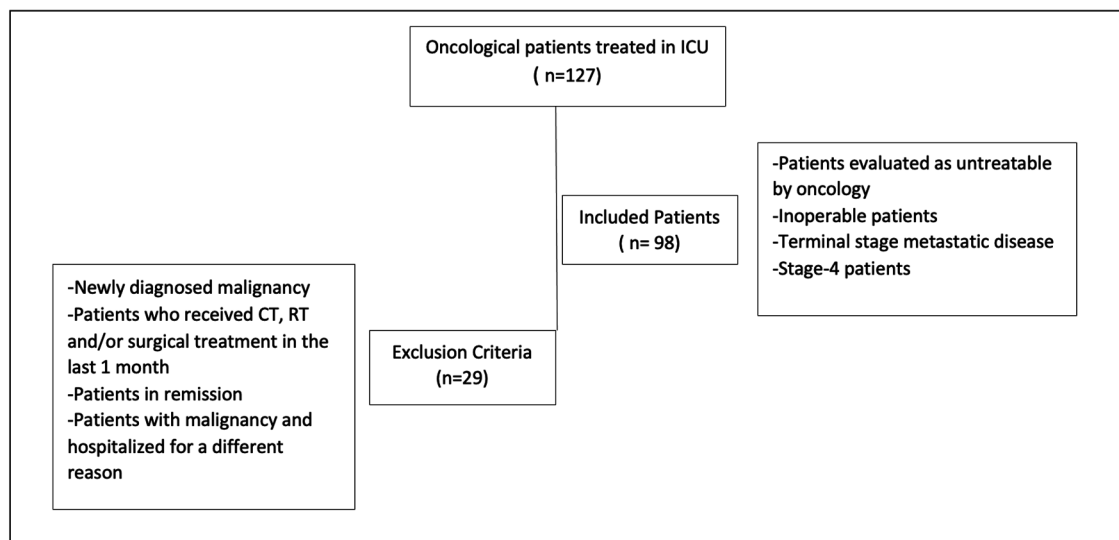 Oncological patients treated in ICU
( n=127)
-Patients evaluated as untreatable
by oncology
-Inoperable patients
-Terminal stage metastatic disease
-Stage-4 patients
Included Patients
( n= 98)
-Newly diagnosed malignancy
-Patients who received CT, RT
and/or surgical treatment in the
last 1 month
-Patients in remission
-Patients with malignancy and
hospitalized for a different
reason
Exclusion Criteria
(n=29)